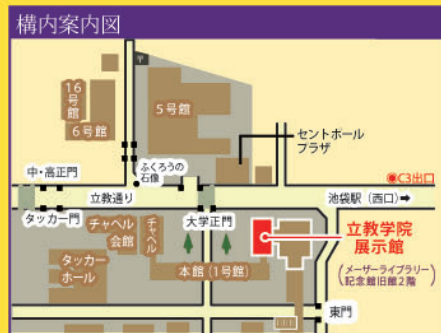 構内案内図
〒
16
号
館
6号館
5号館
セントポール
プラザ
ふくろうの
石像
中・高正門
立教通り
C3出口
池袋駅(西口)
タッカー門
チャペル
会館
チャペル
大学正門
立教学院
展示館
(メーザーライブラリー
記念館旧館2階)
タッカー
ホール
本館(1号館)
東門